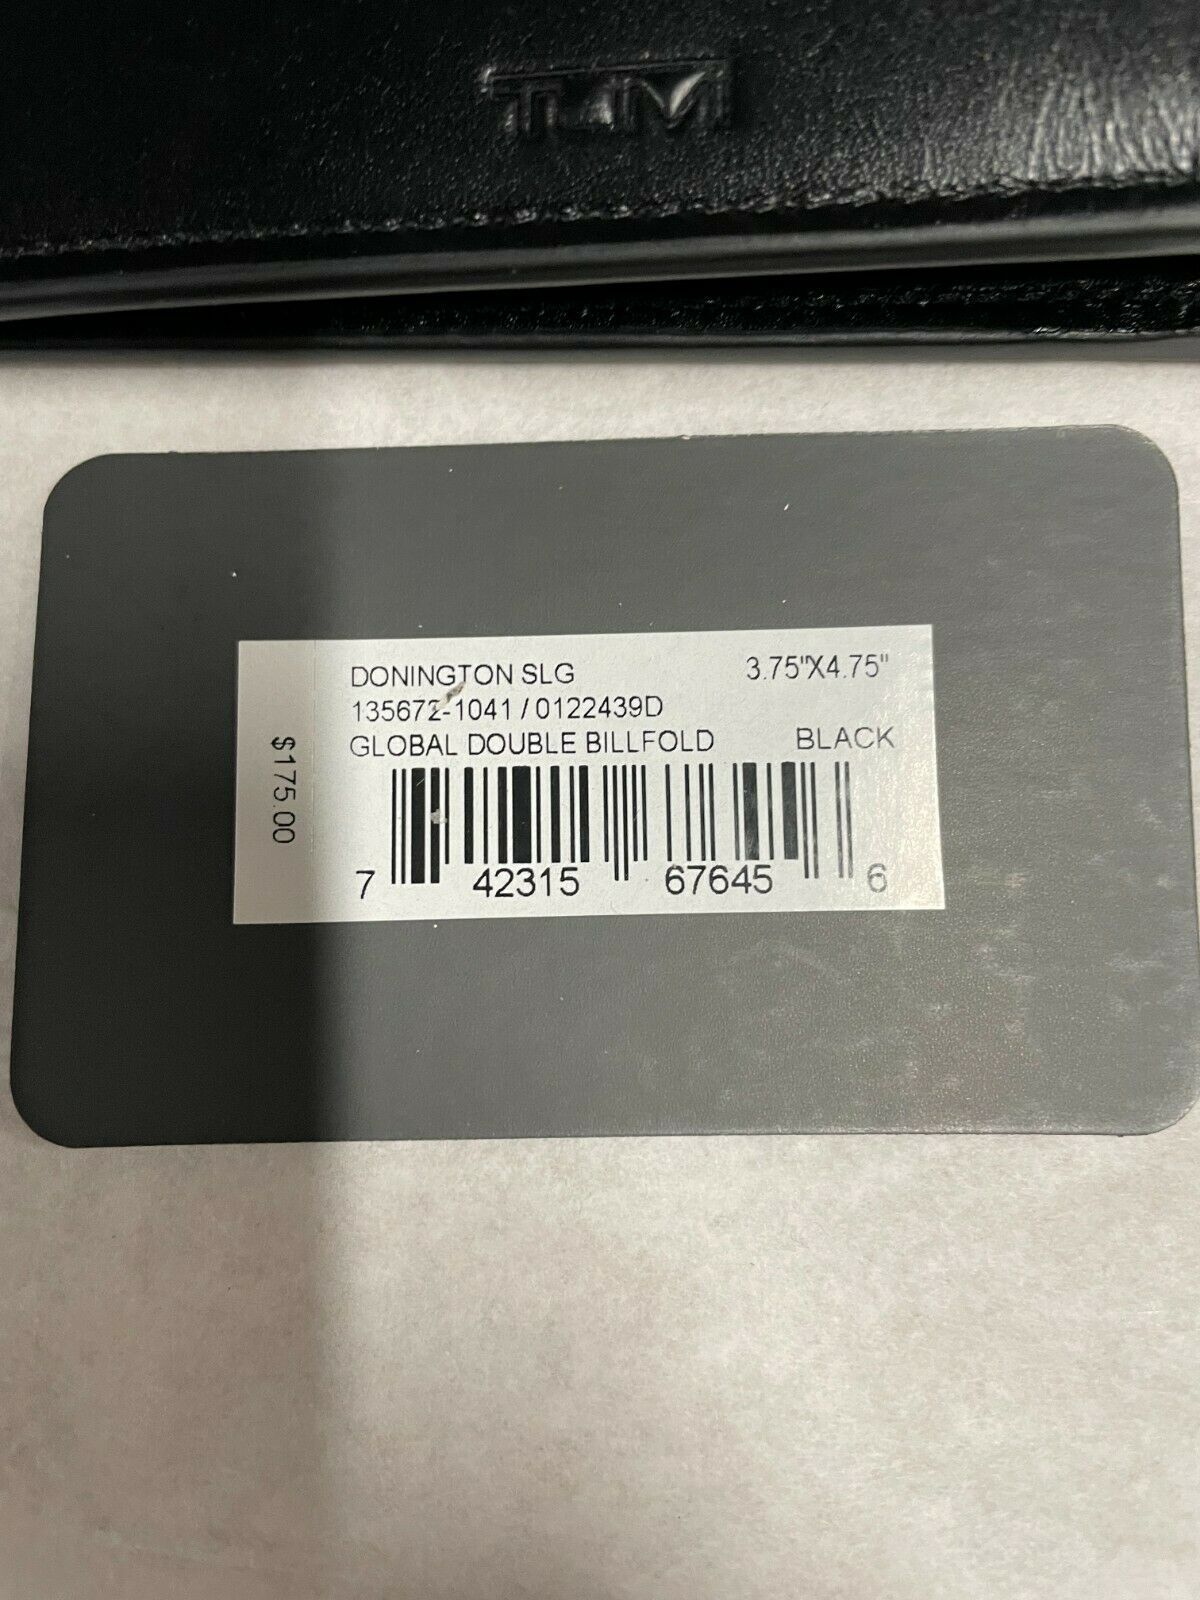 TUMI
DONINGTON SLG 3.75"X4.75"
135672-1041 / 0122439D
GLOBAL DOUBLE BILLFOLD BLACK
$175.00
7 42315 67645 6